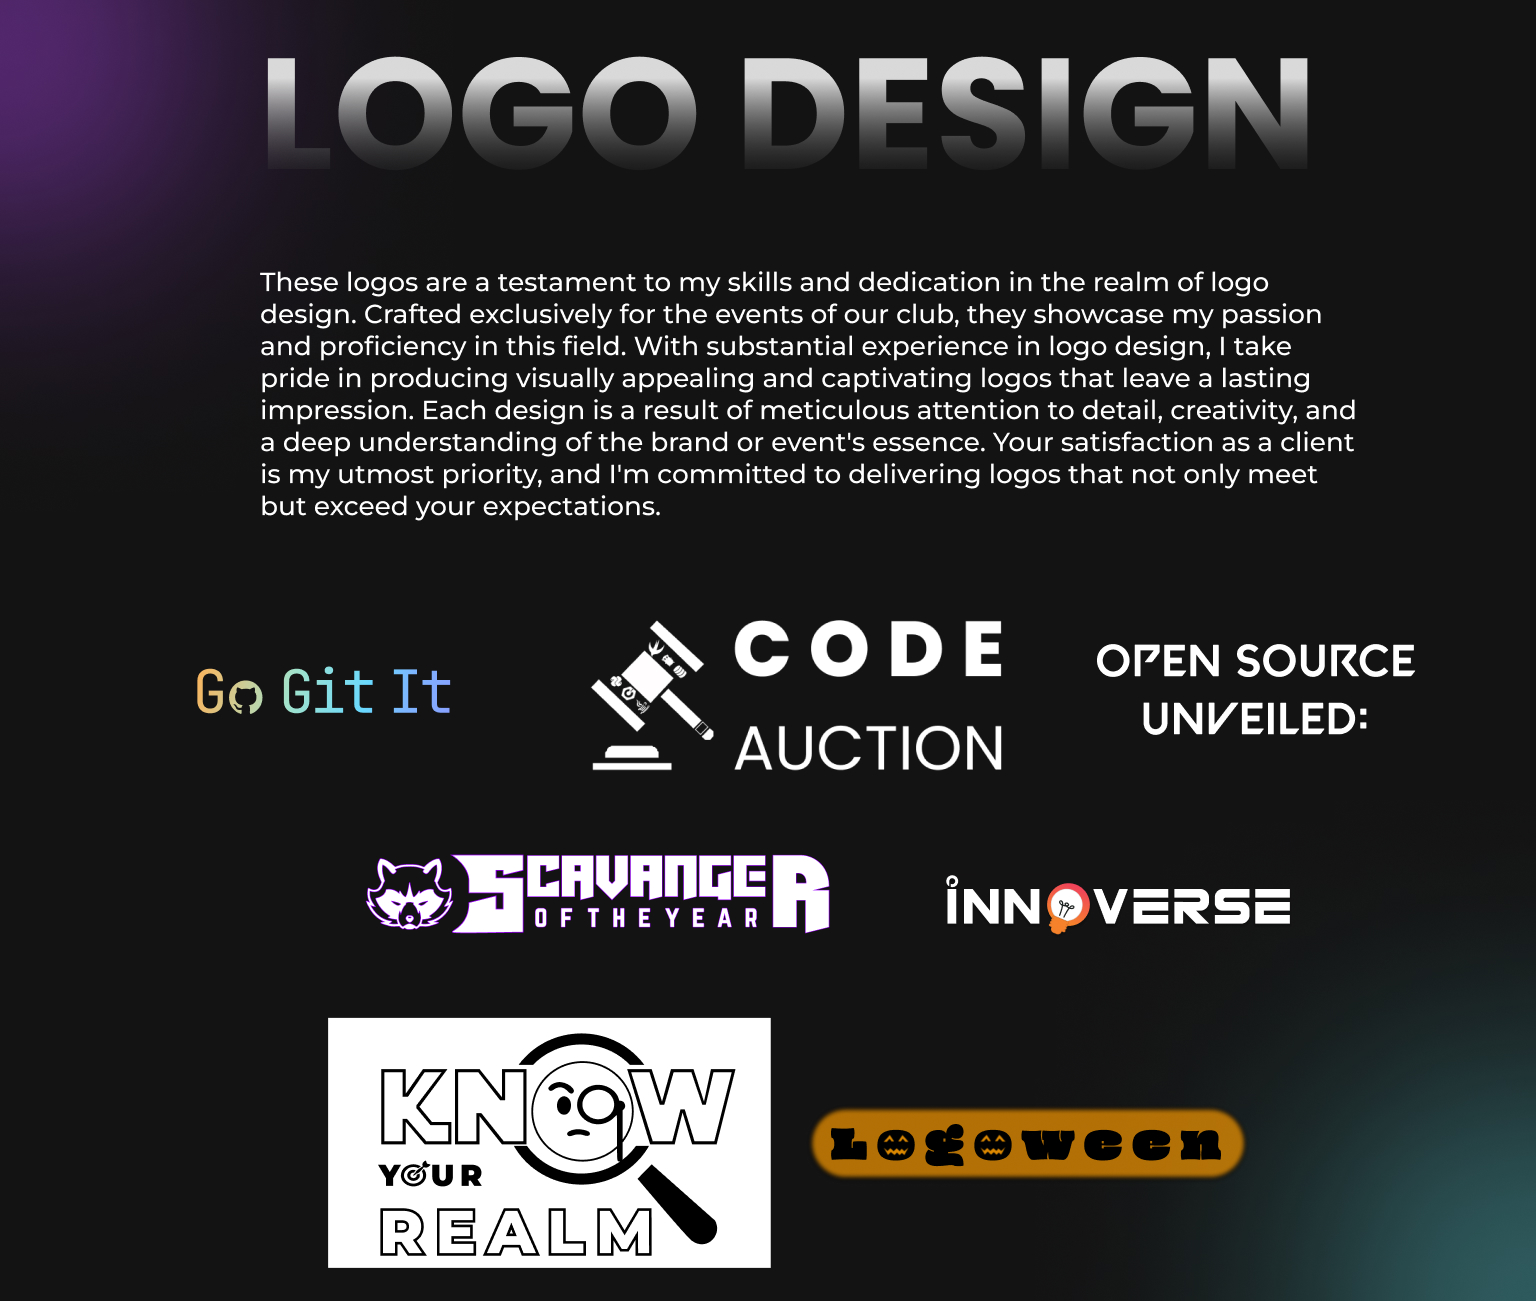 LOGO DESIGN
These logos are a testament to my skills and dedication in the realm of logo
design. Crafted exclusively for the events of our club, they showcase my passion
and proficiency in this field. With substantial experience in logo design, I take
pride in producing visually appealing and captivating logos that leave a lasting
impression. Each design is a result of meticulous attention to detail, creativity, and
a deep understanding of the brand or event's essence. Your satisfaction as a client
is my utmost priority, and I'm committed to delivering logos that not only meet
but exceed your expectations.
Go Git It
CODE
AUCTION
OPEN SOURCE
UNVEILED:
SCAVANGER
OF THE YEAR
INNOVERSE
KNOW
YOUR
REALM
Logoween